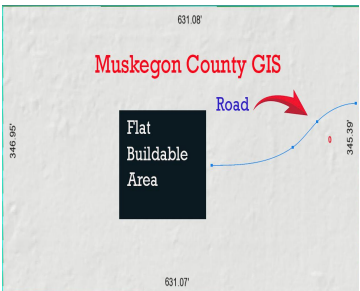 631.08'
Muskegon County GIS
Road
Flat
Buildable
Area
346.95'
345.39'
631.07'